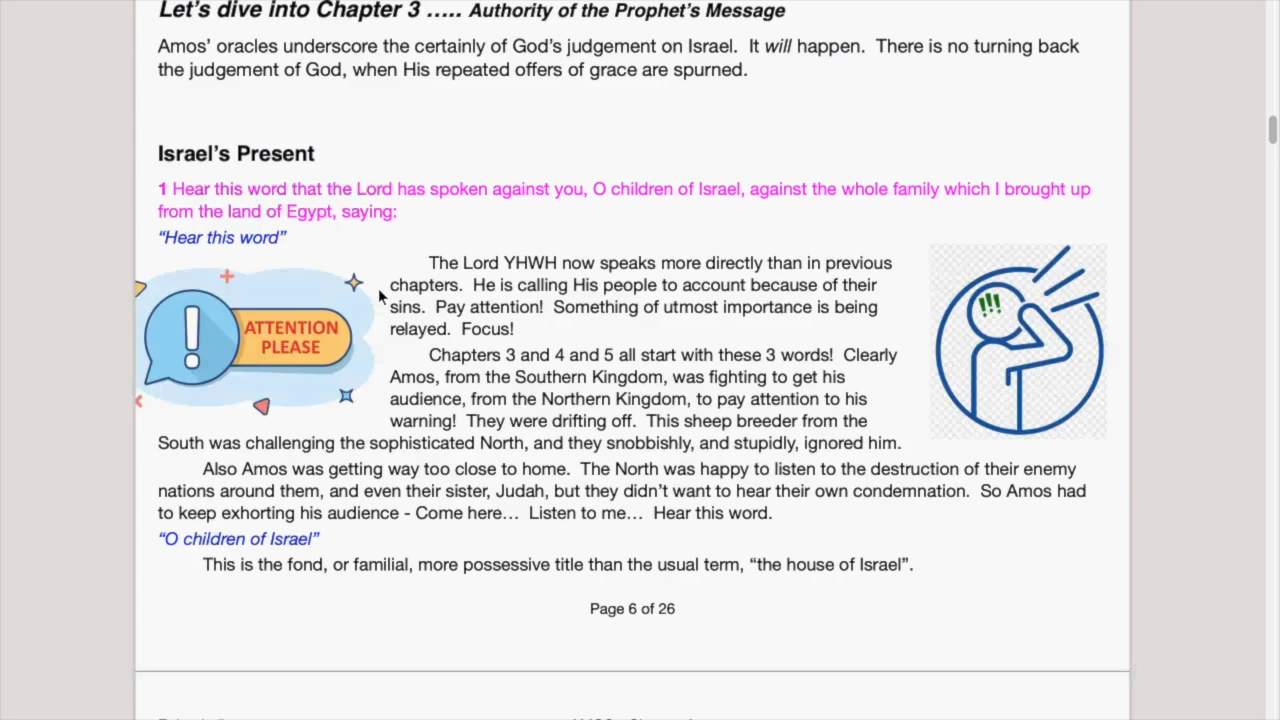 Let's dive into Chapter 3 ..... Authority of the Prophet's Message
Amos' oracles underscore the certainly of God's judgement on Israel.  It will happen.  There is no turning back
the judgement of God, when His repeated offers of grace are spurned.
Israel's Present
1 Hear this word that the Lord has spoken against you, O children of Israel, against the whole family which I brought up
from the land of Egypt, saying:
“Hear this word”
ATTENTION
PLEASE
The Lord YHWH now speaks more directly than in previous
chapters.  He is calling His people to account because of their
sins.  Pay attention!  Something of utmost importance is being
relayed.  Focus!
Chapters 3 and 4 and 5 all start with these 3 words!  Clearly
Amos, from the Southern Kingdom, was fighting to get his
audience, from the Northern Kingdom, to pay attention to his
warning!  They were drifting off.  This sheep breeder from the
South was challenging the sophisticated North, and they snobbishly, and stupidly, ignored him.
Also Amos was getting way too close to home.  The North was happy to listen to the destruction of their enemy
nations around them, and even their sister, Judah, but they didn't want to hear their own condemnation.  So Amos had
to keep exhorting his audience - Come here…  Listen to me…  Hear this word.
“O children of Israel”
This is the fond, or familial, more possessive title than the usual term, “the house of Israel”.
Page 6 of 26